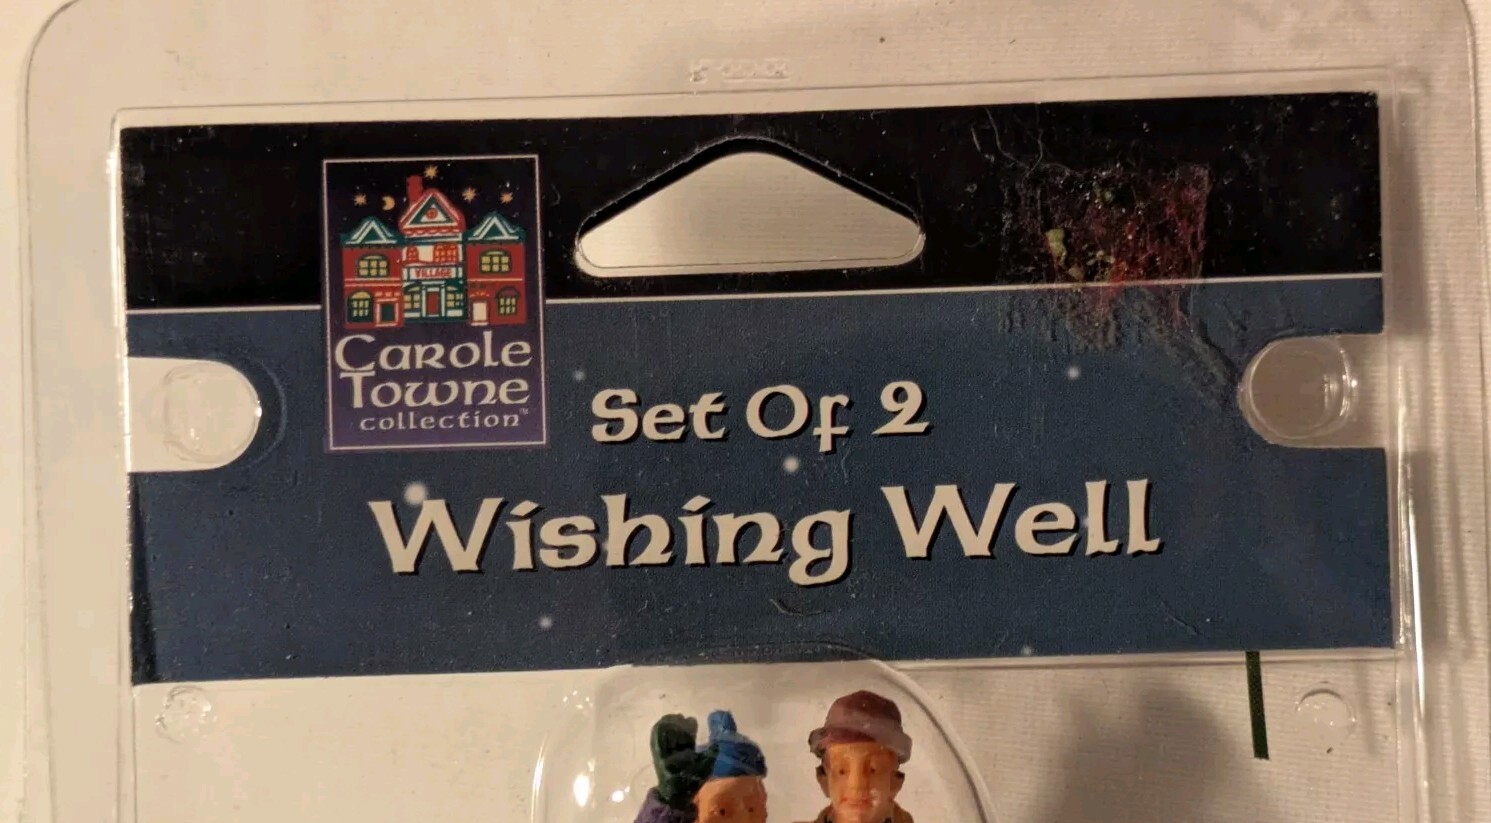 VILLAGE
Carole
Towne
collection™
Set Of 2
Wishing Well